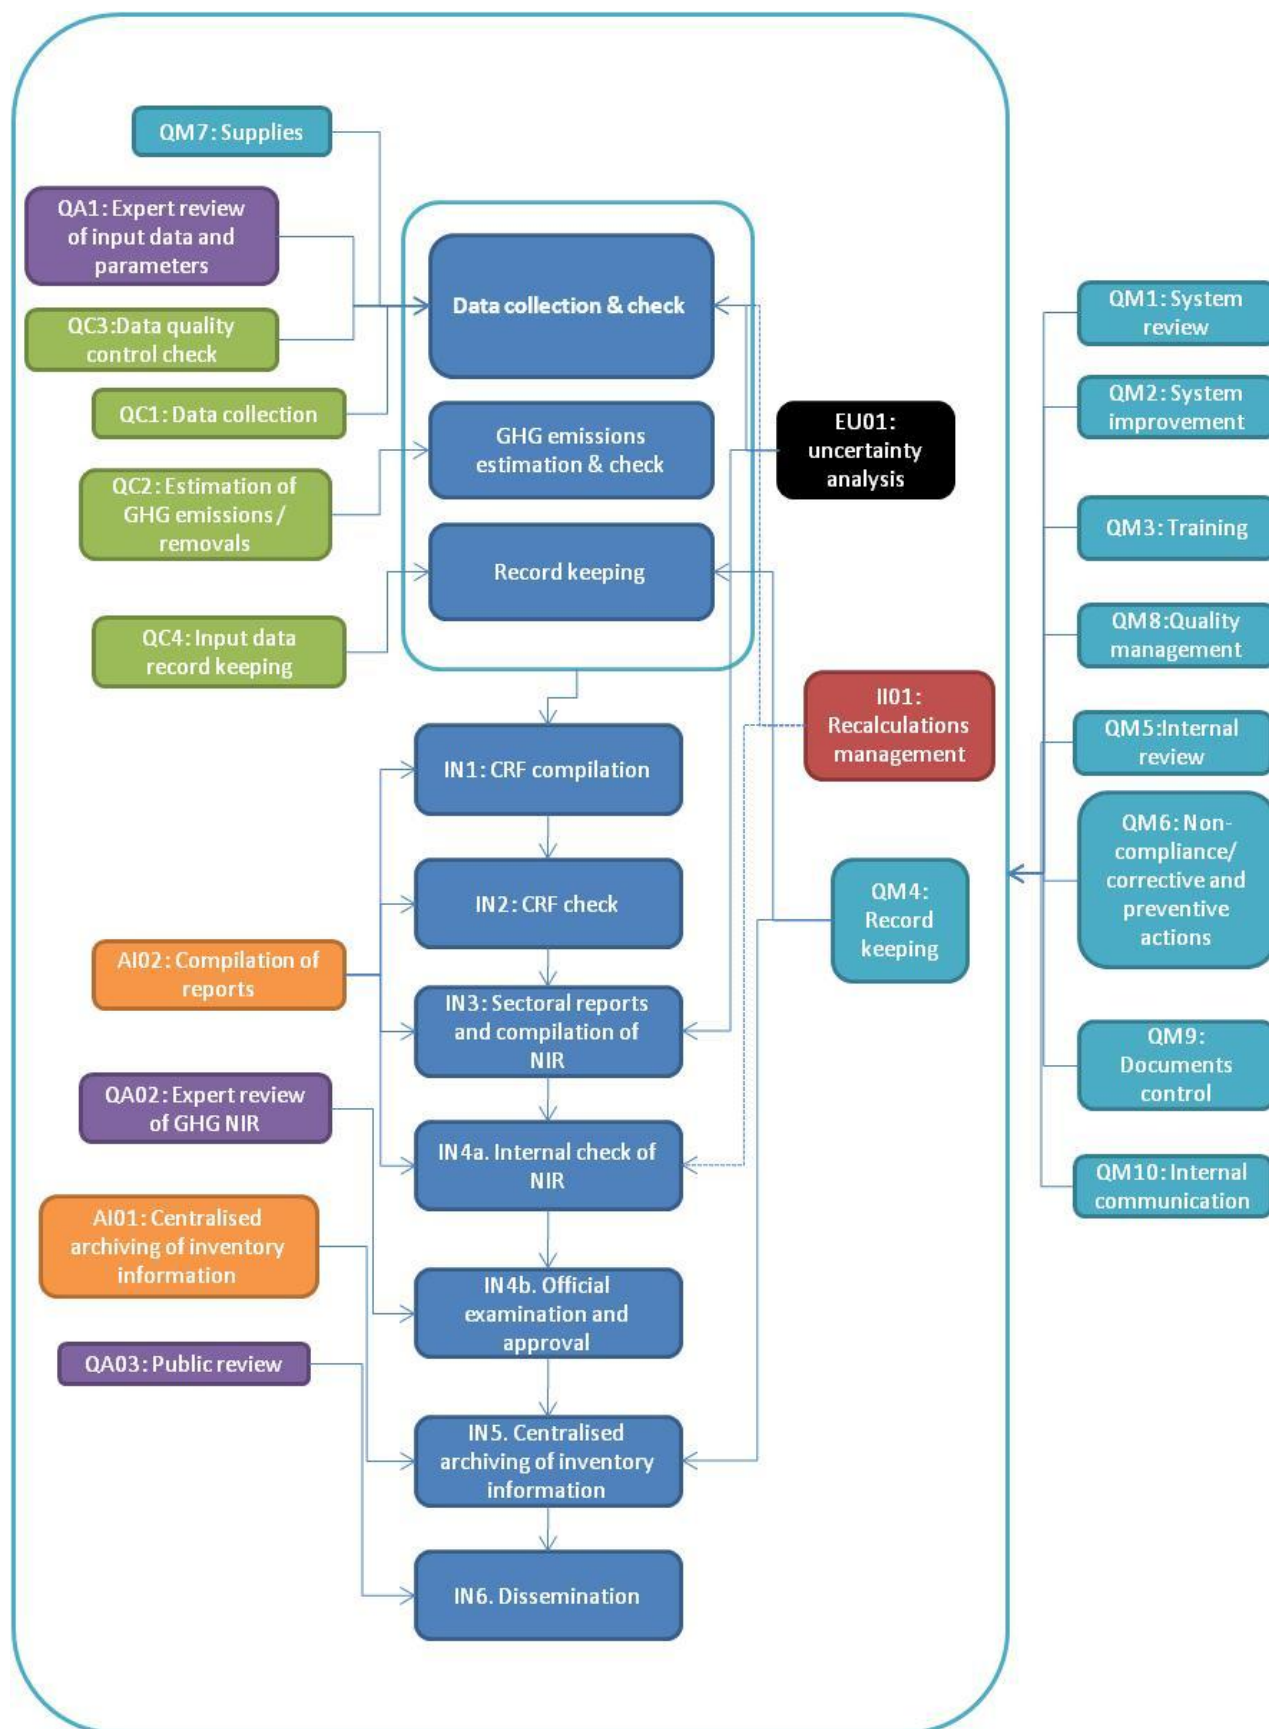 QM7: Supplies
QA1: Expert review
of input data and
parameters
QC3:Data quality
control check
QC1: Data collection
QC2: Estimation of
GHG emissions /
removals
QC4: Input data
record keeping
Data collection & check
GHG emissions
estimation & check
Record keeping
EU01:
uncertainty
analysis
II01:
Recalculations
management
QM4:
Record
keeping
IN1: CRF compilation
IN2: CRF check
IN3: Sectoral reports
and compilation of
NIR
IN4a. Internal check of
NIR
IN4b. Official
examination and
approval
IN5. Centralised
archiving of inventory
information
IN6. Dissemination
AI02: Compilation of
reports
QA02: Expert review
of GHG NIR
AI01: Centralised
archiving of inventory
information
QA03: Public review
QM1: System
review
QM2: System
improvement
QM3: Training
QM8:Quality
management
QM5:Internal
review
QM6: Non-
compliance/
corrective and
preventive
actions
QM9:
Documents
control
QM10: Internal
communication